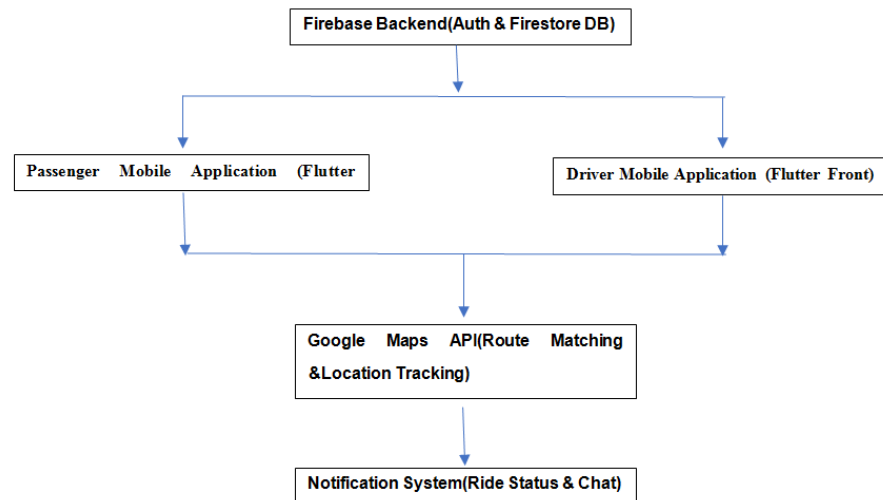 Firebase Backend(Auth & Firestore DB)
Passenger Mobile Application (Flutter
Driver Mobile Application (Flutter Front)
Google Maps API(Route Matching
&Location Tracking)
Notification System(Ride Status & Chat)